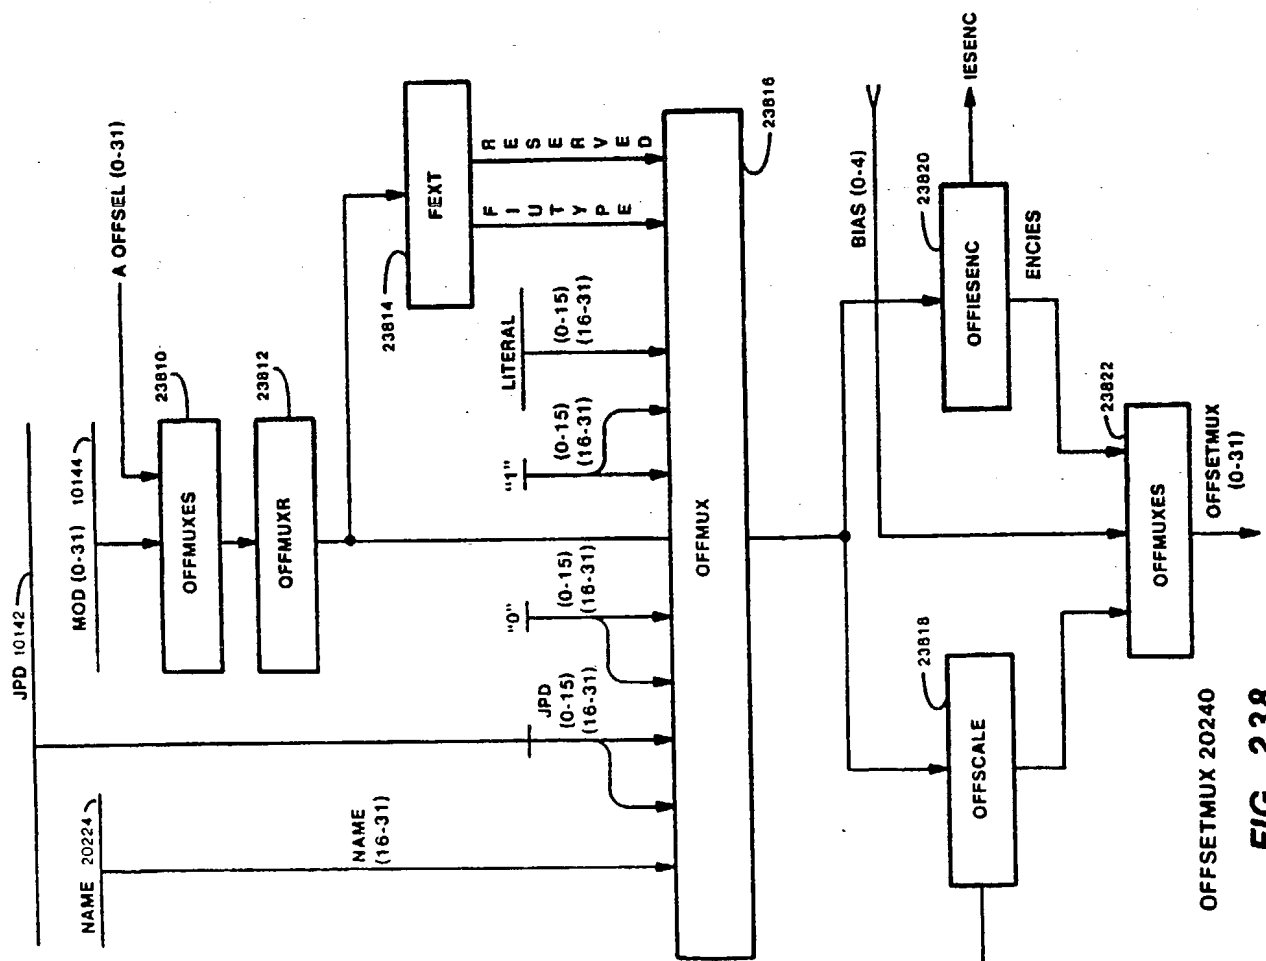 JPD 10142
MOD (0-31) 10144
A OFFSEL (0-31)
NAME 20224
OFFMUXES
23810
OFFMUXR
23812
FEXT
23814
FIUTYPE
RESERVED
NAME
(16-31)
JPD
(0-15)
(16-31)
"0"
(0-15)
(16-31)
"1"
(0-15)
(16-31)
LITERAL
(0-15)
(16-31)
OFFMUX
23816
BIAS (0-4)
OFFSCALE
23818
OFFIESENC
23820
IESENC
ENCIES
OFFMUXES
23822
OFFSETMUX
(0-31)
OFFSETMUX 20240
FIG. 238